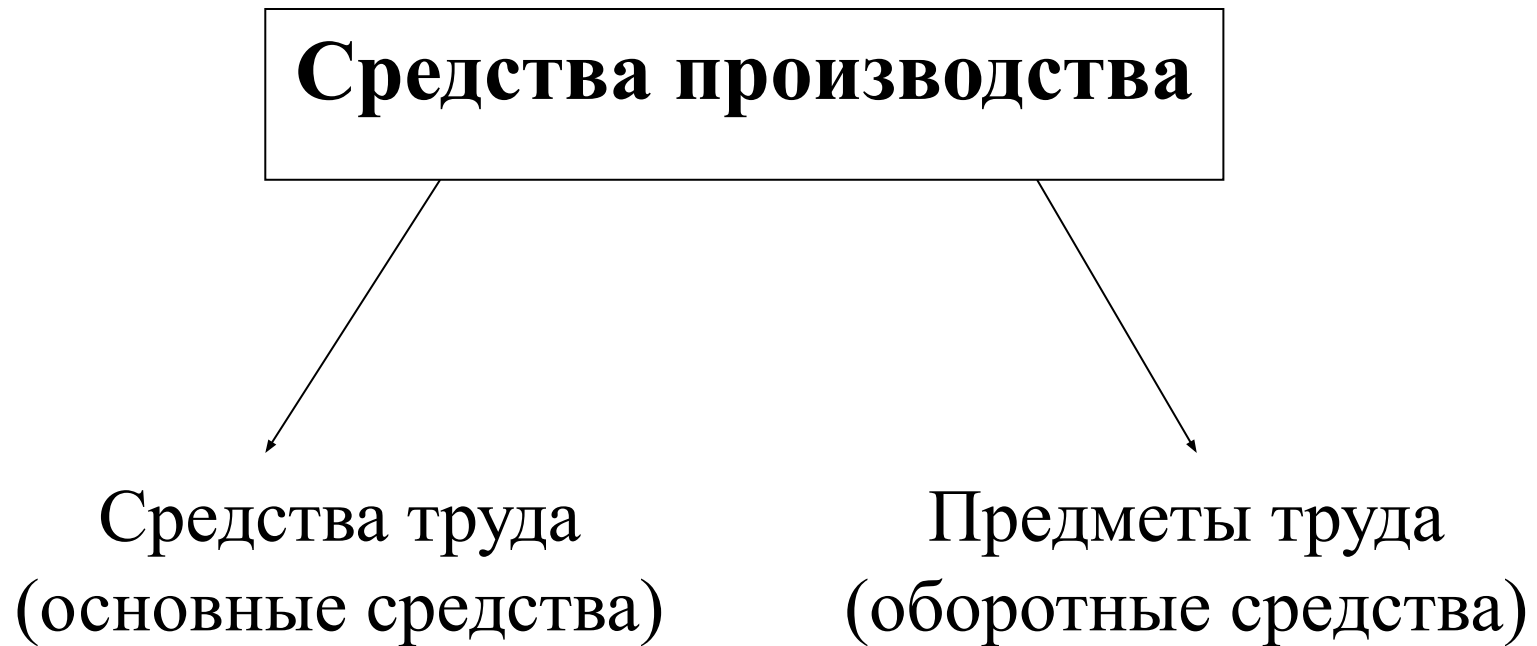 Средства производства
Средства труда
(основные средства)
Предметы труда
(оборотные средства)